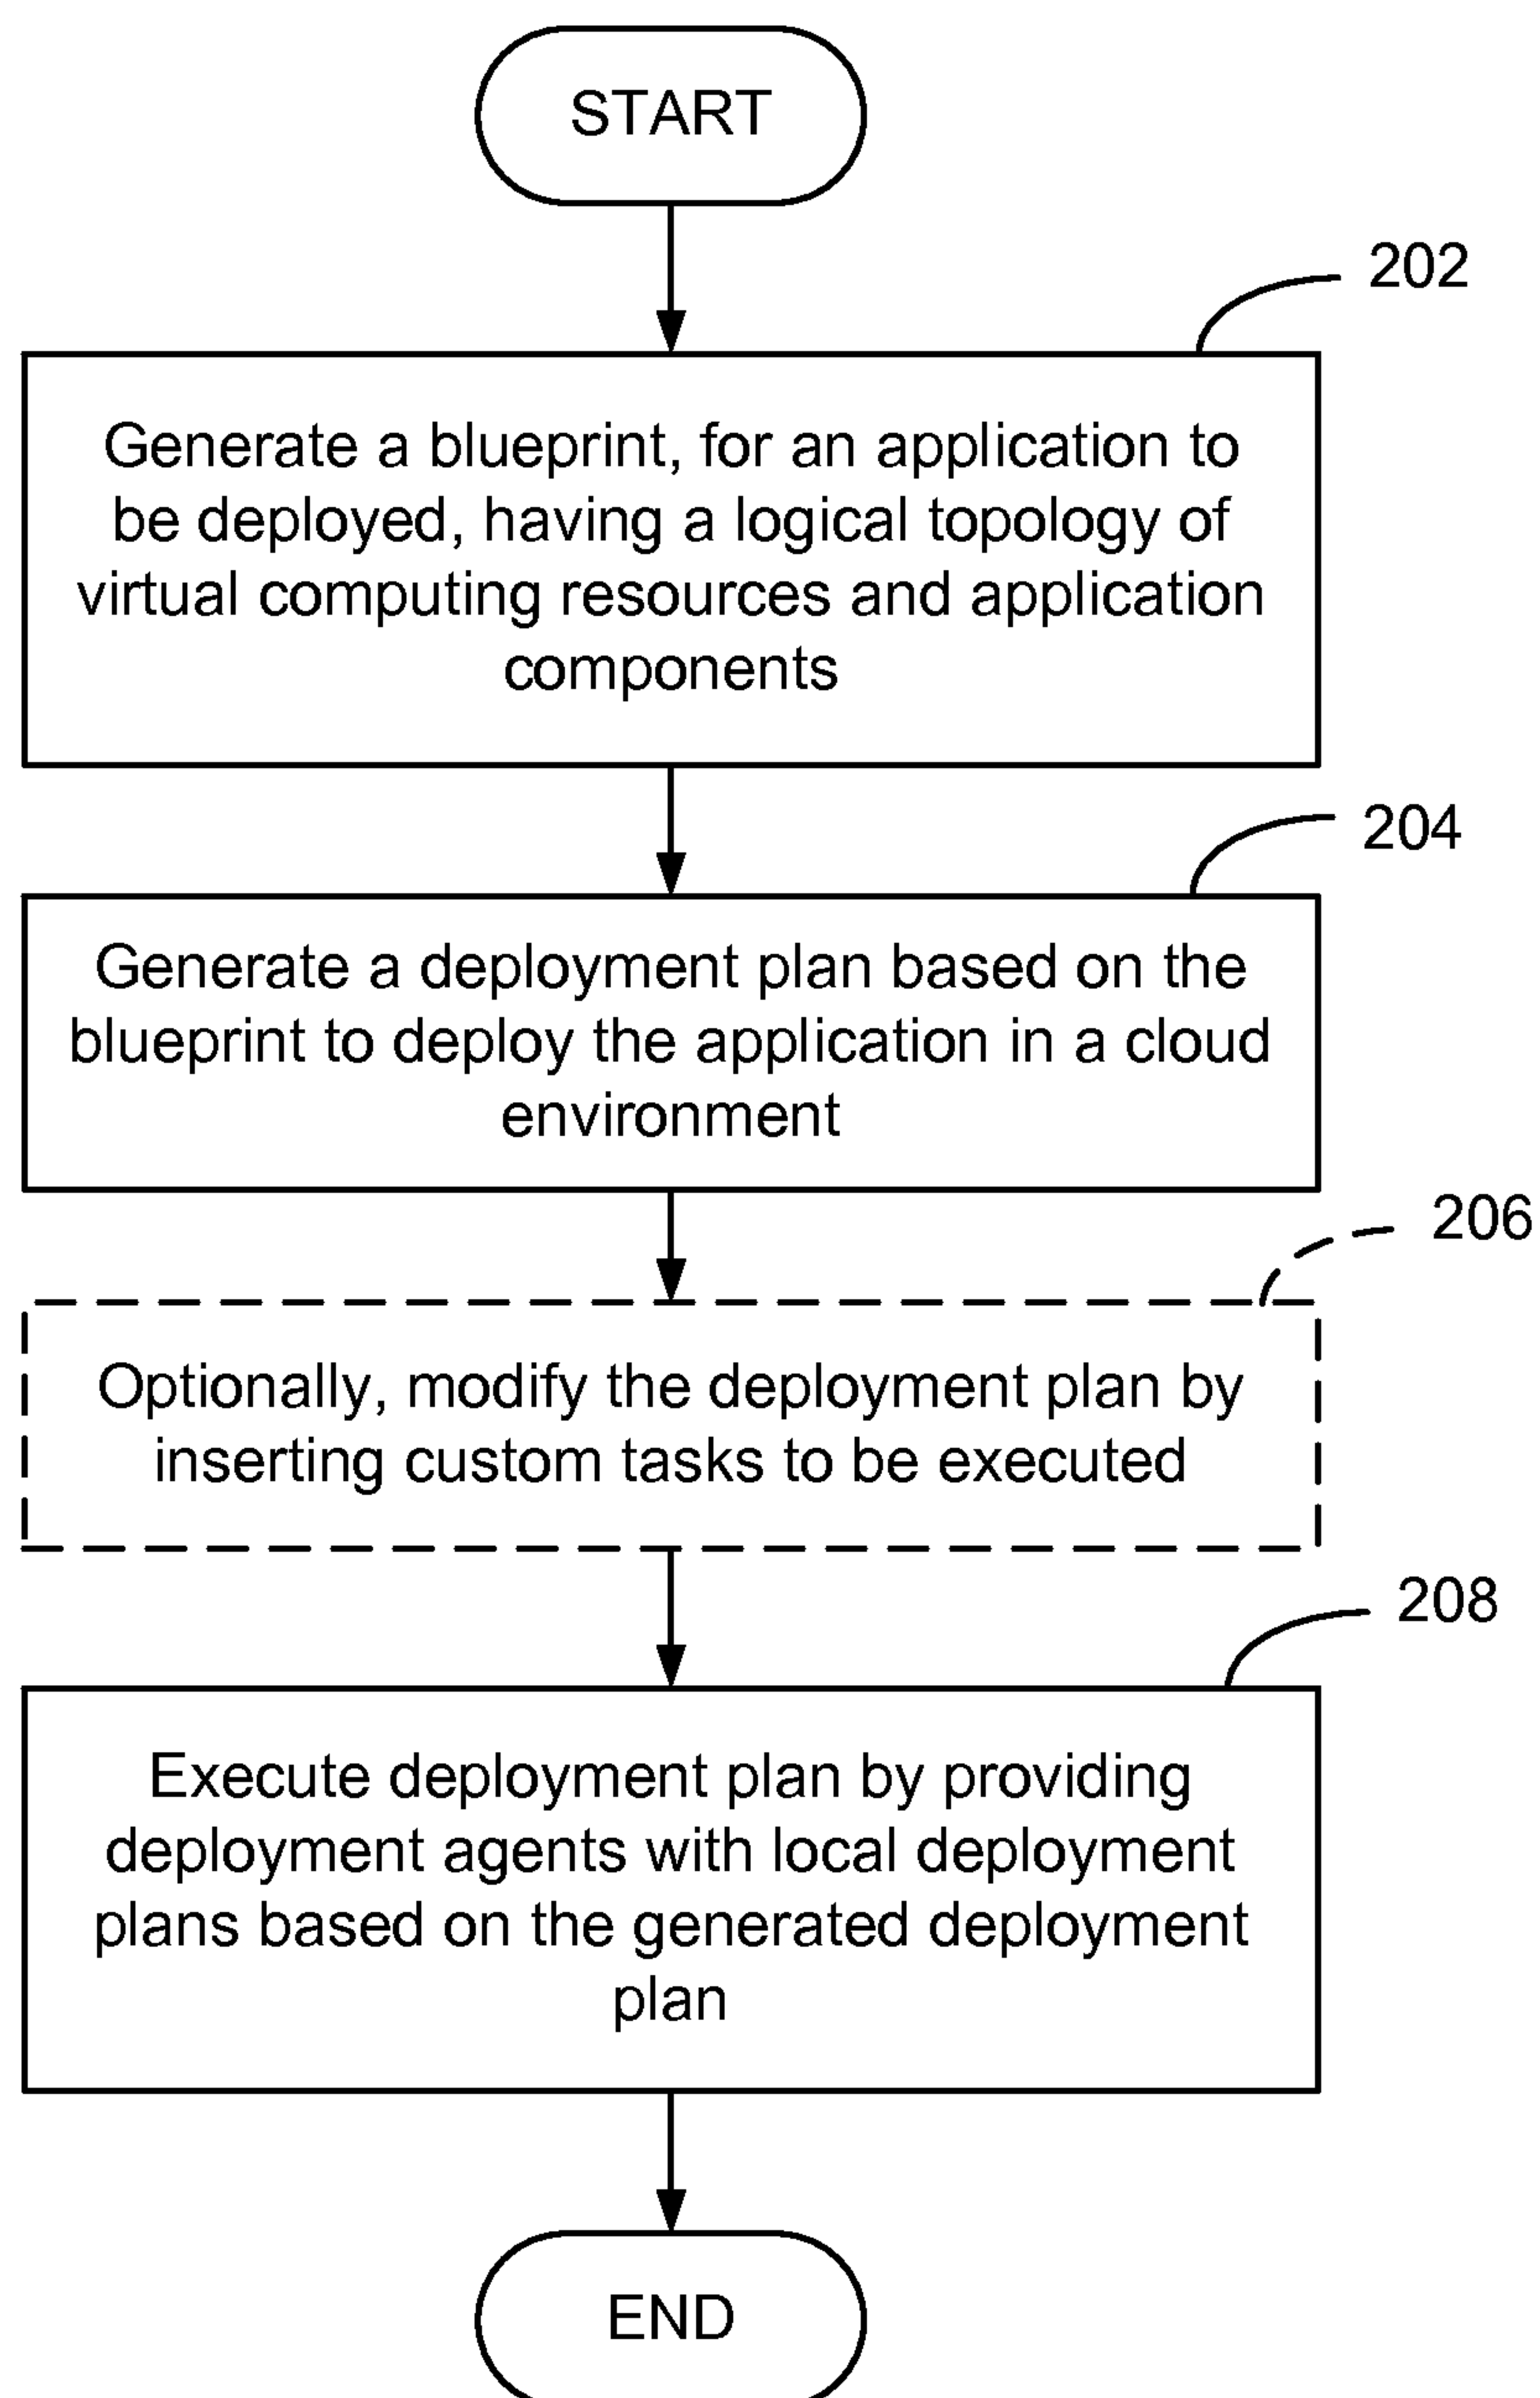 START
202
Generate a blueprint, for an application to
be deployed, having a logical topology of
virtual computing resources and application
components
204
Generate a deployment plan based on the
blueprint to deploy the application in a cloud
environment
206
Optionally, modify the deployment plan by
inserting custom tasks to be executed
208
Execute deployment plan by providing
deployment agents with local deployment
plans based on the generated deployment
plan
END